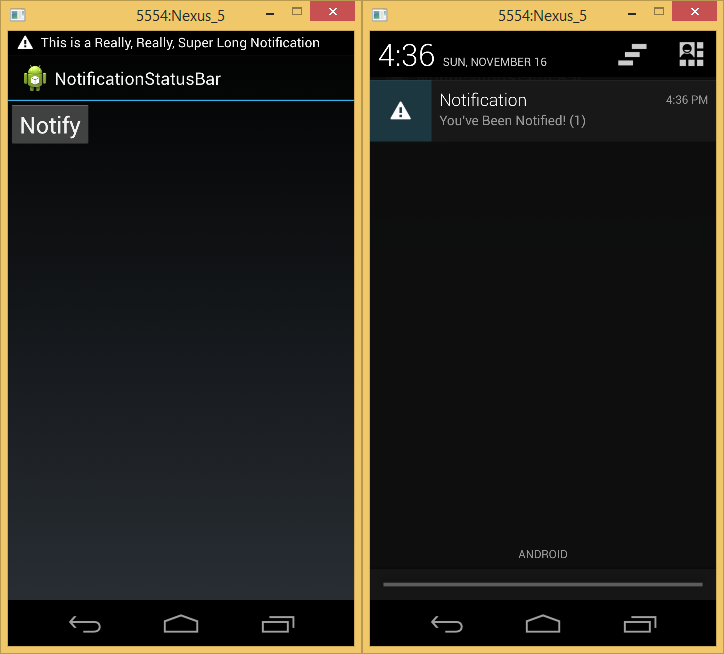 5554:Nexus_5
This is a Really, Really, Super Long Notification
NotificationStatusBar
Notify
5554:Nexus_5
4:36 SUN, NOVEMBER 16
Notification 4:36 PM
You've Been Notified! (1)
ANDROID